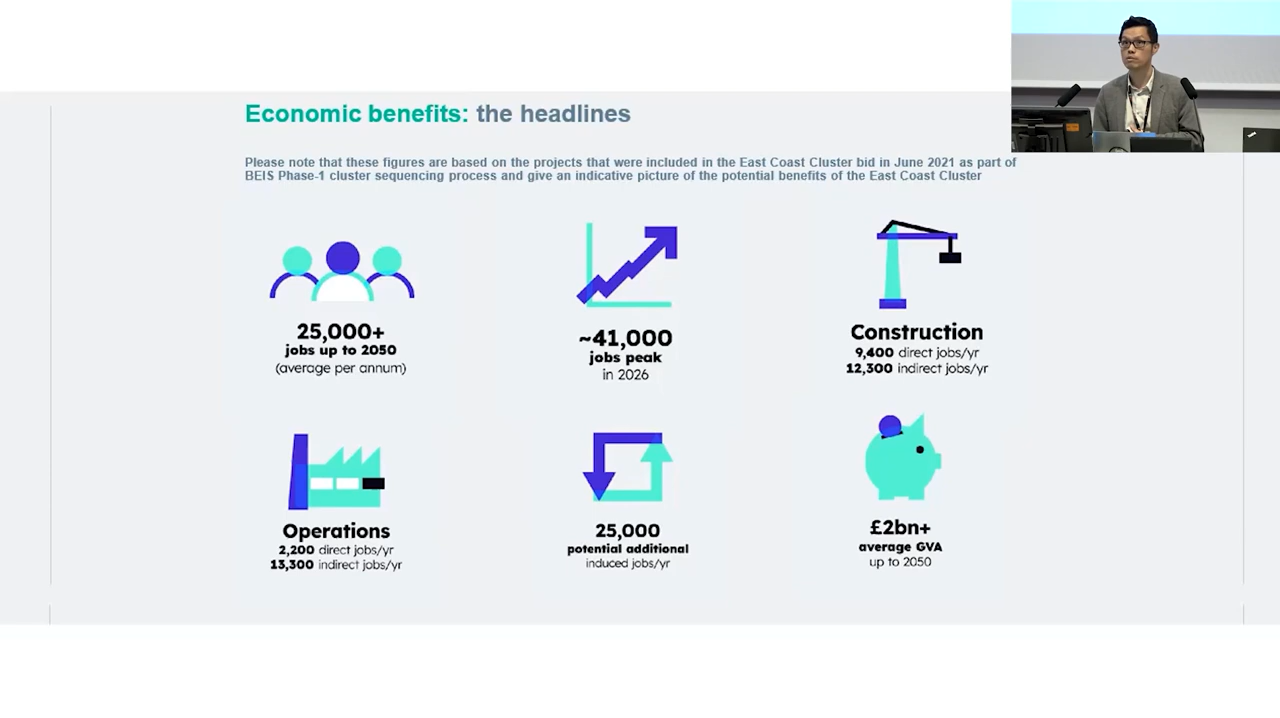 Economic benefits: the headlines
Please note that these figures are based on the projects that were included in the East Coast Cluster bid in June 2021 as part of
BEIS Phase-1 cluster sequencing process and give an indicative picture of the potential benefits of the East Coast Cluster
25,000+
jobs up to 2050
(average per annum)
~41,000
jobs peak
in 2026
Construction
9,400 direct jobs/yr
12,300 indirect jobs/yr
Operations
2,200 direct jobs/yr
13,300 indirect jobs/yr
25,000
potential additional
induced jobs/yr
£2bn+
average GVA
up to 2050